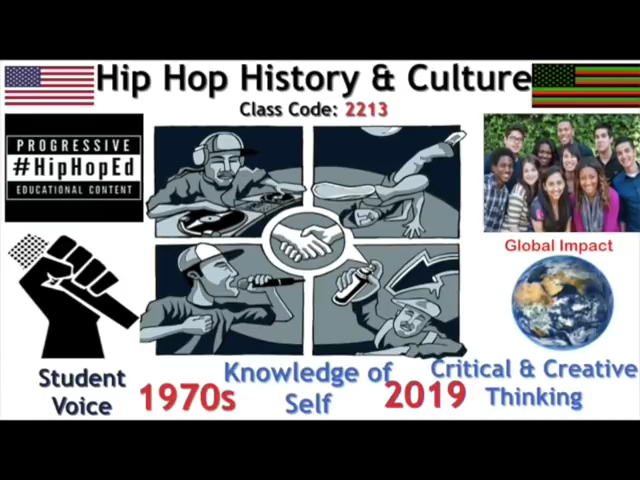 Hip Hop History & Culture
Class Code: 2213
PROGRESSIVE
#HipHopEd
EDUCATIONAL CONTENT
Global Impact
Student
Voice
1970s
Knowledge of
Self
2019
Critical & Creative
Thinking